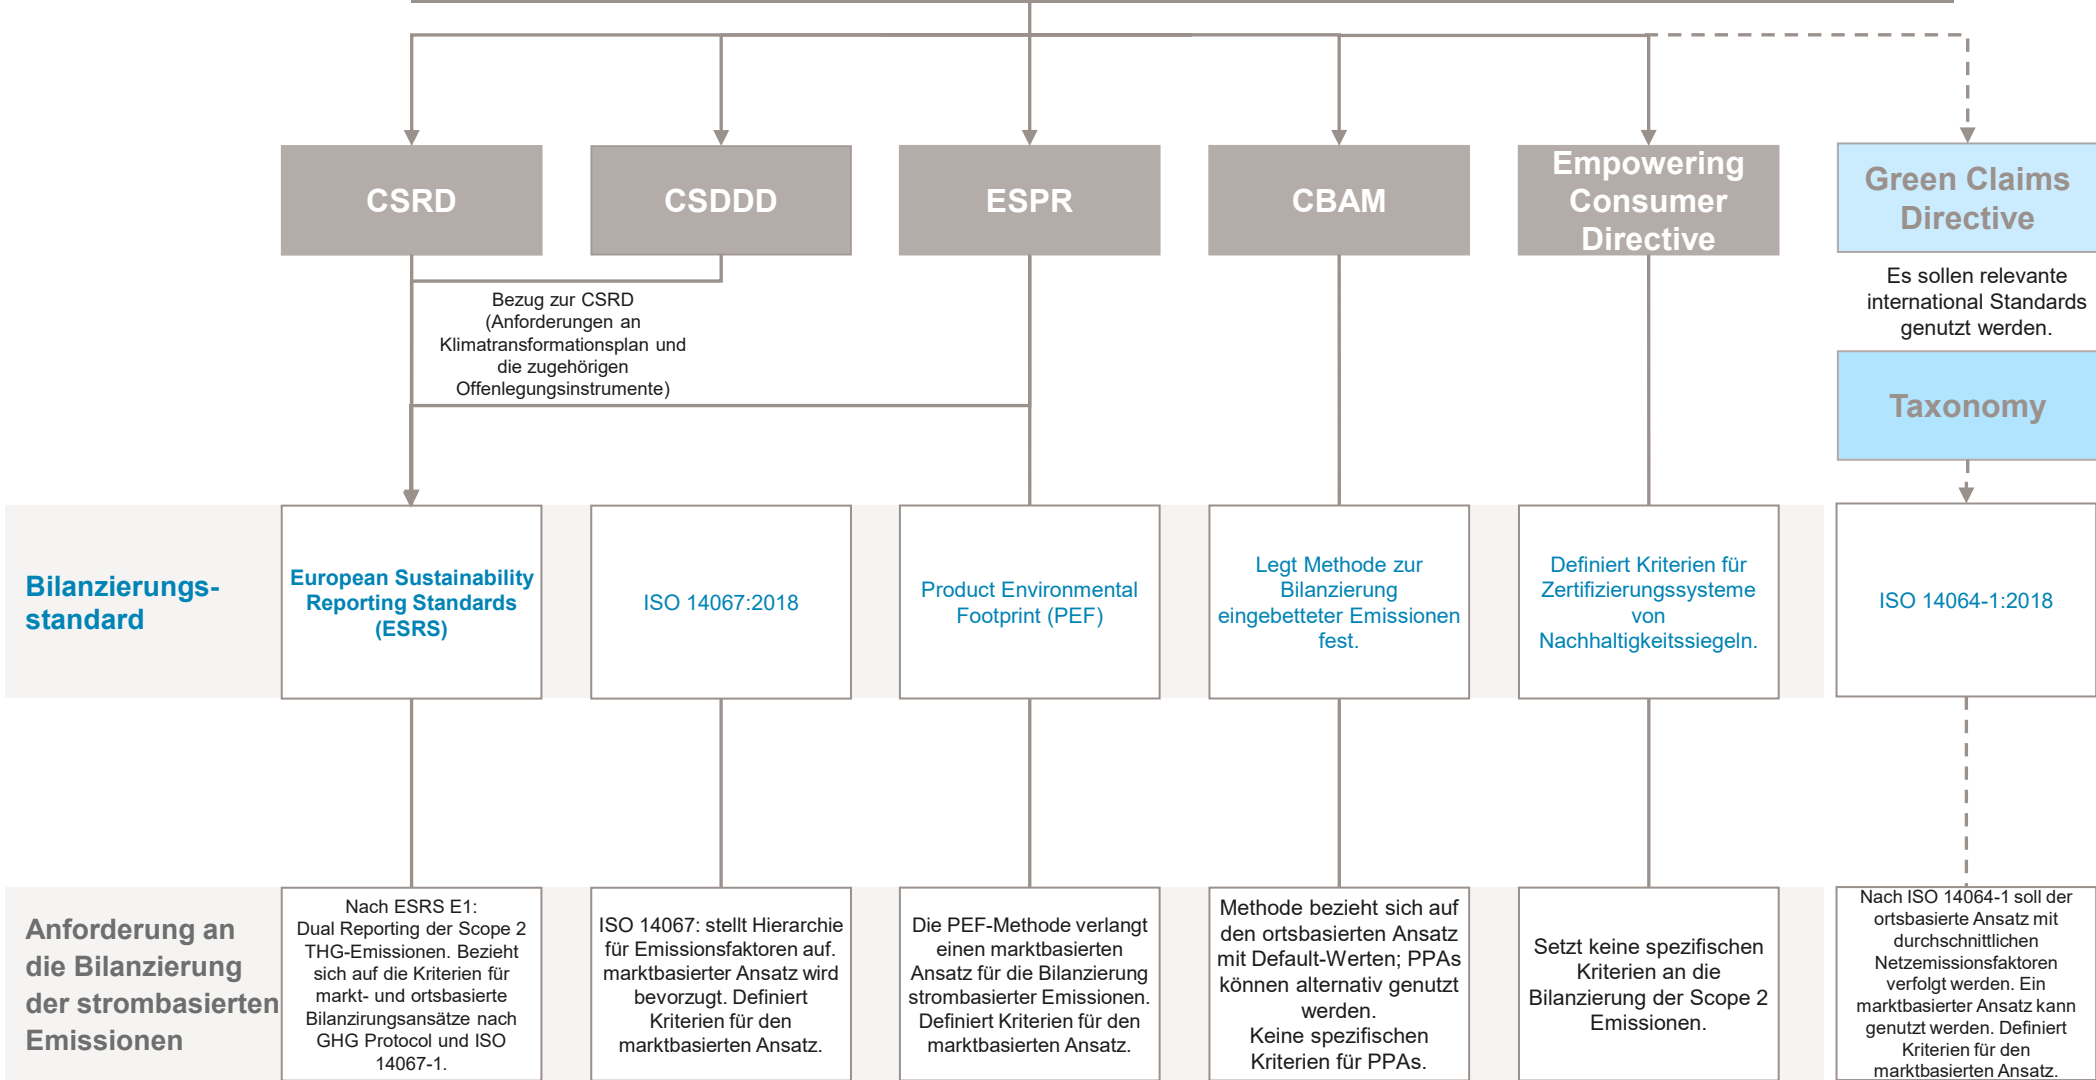 CSRD
CSDDD
ESPR
CBAM
Empowering
Consumer
Directive
Green Claims
Directive
Es sollen relevante
international Standards
genutzt werden.
Bezug zur CSRD
(Anforderungen an
Klimatransformationsplan und
die zugehörigen
Offenlegungsinstrumente)
Taxonomy
Bilanzierungs-
standard
European Sustainability
Reporting Standards
(ESRS)
ISO 14067:2018
Product Environmental
Footprint (PEF)
Legt Methode zur
Bilanzierung
eingebetteter Emissionen
fest.
Definiert Kriterien für
Zertifizierungssysteme
von
Nachhaltigkeitssiegeln.
ISO 14064-1:2018
Anforderung an
die Bilanzierung
der strombasierten
Emissionen
Nach ESRS E1:
Dual Reporting der Scope 2
THG-Emissionen. Bezieht
sich auf die Kriterien für
markt- und ortsbasierte
Bilanzirungsansätze nach
GHG Protocol und ISO
14067-1.
ISO 14067: stellt Hierarchie
für Emissionsfaktoren auf.
marktbasierter Ansatz wird
bevorzugt. Definiert
Kriterien für den
marktbasierten Ansatz.
Die PEF-Methode verlangt
einen marktbasierten
Ansatz für die Bilanzierung
strombasierter Emissionen.
Definiert Kriterien für den
marktbasierten Ansatz.
Methode bezieht sich auf
den ortsbasierten Ansatz
mit Default-Werten; PPAs
können alternativ genutzt
werden.
Keine spezifischen
Kriterien für PPAs.
Setzt keine spezifischen
Kriterien an die
Bilanzierung der Scope 2
Emissionen.
Nach ISO 14064-1 soll der
ortsbasierte Ansatz mit
durchschnittlichen
Netzemissionsfaktoren
verfolgt werden. Ein
marktbasierter Ansatz kann
genutzt werden. Definiert
Kriterien für den
marktbasierten Ansatz.